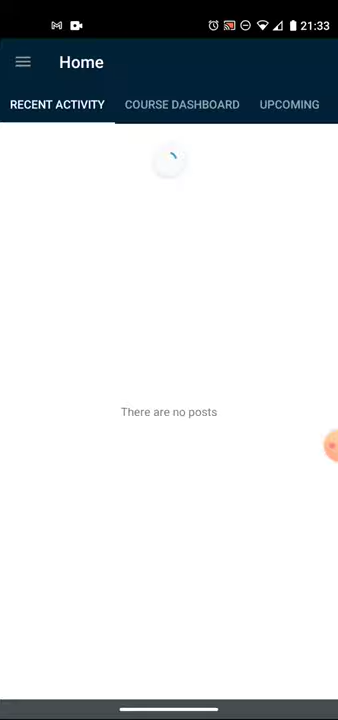 21:33
Home
RECENT ACTIVITY COURSE DASHBOARD UPCOMING
There are no posts